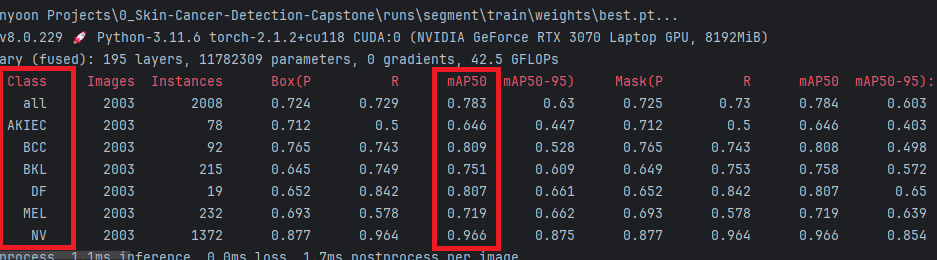 nyoon Projects\0_Skin-Cancer-Detection-Capstone\runs\segment\train\weights\best.pt...
v8.0.229 🚀 Python-3.11.6 torch-2.1.2+cu118 CUDA:0 (NVIDIA GeForce RTX 3070 Laptop GPU, 8192MiB)
ary (fused): 195 layers, 11782309 parameters, 0 gradients, 42.5 GFLOPs
Class Images Instances Box(P R mAP50 mAP50-95) Mask(P R mAP50 mAP50-95):
all 2003 2008 0.724 0.729 0.783 0.63 0.725 0.73 0.784 0.603
AKIEC 2003 78 0.712 0.5 0.646 0.447 0.712 0.5 0.646 0.403
BCC 2003 92 0.765 0.743 0.809 0.528 0.765 0.743 0.808 0.498
BKL 2003 215 0.645 0.749 0.751 0.609 0.649 0.753 0.758 0.572
DF 2003 19 0.652 0.842 0.807 0.661 0.652 0.842 0.807 0.65
MEL 2003 232 0.693 0.578 0.719 0.662 0.693 0.578 0.719 0.639
NV 2003 1372 0.877 0.964 0.966 0.875 0.877 0.964 0.966 0.854
process, 1.1ms inference, 0.0ms loss, 1.7ms postprocess per image